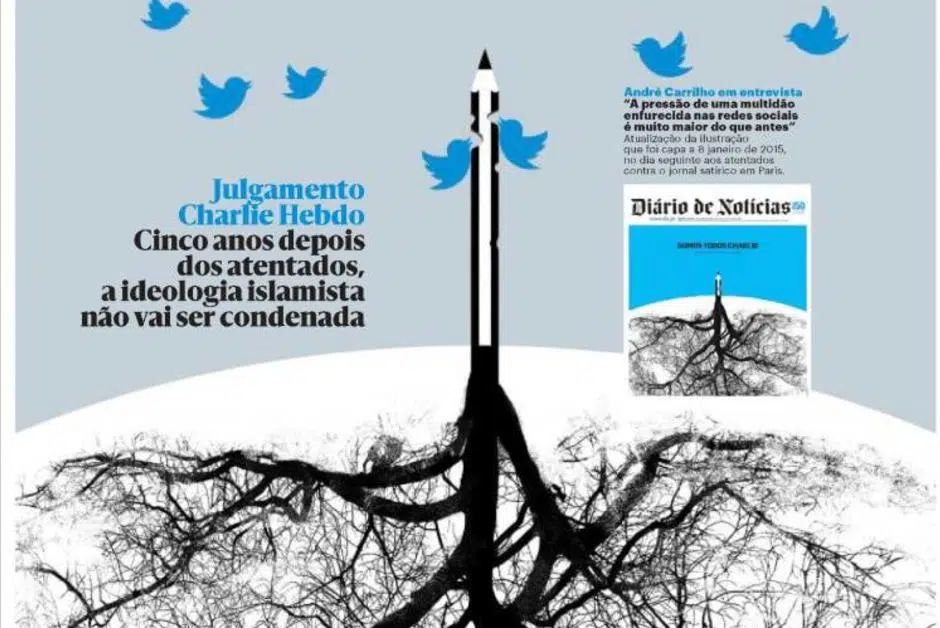 Julgamento
Charlie Hebdo
Cinco anos depois
dos atentados,
a ideologia islamista
não vai ser condenada
André Carrilho em entrevista
“A pressão de uma multidão
enfurecida nas redes sociais
é muito maior do que antes”
Atualização da ilustração
que foi capa a 8 janeiro de 2015,
no dia seguinte aos atentados
contra o jornal satírico em Paris.
Diário de Notícias 150
SOMOS TODOS CHARLIE